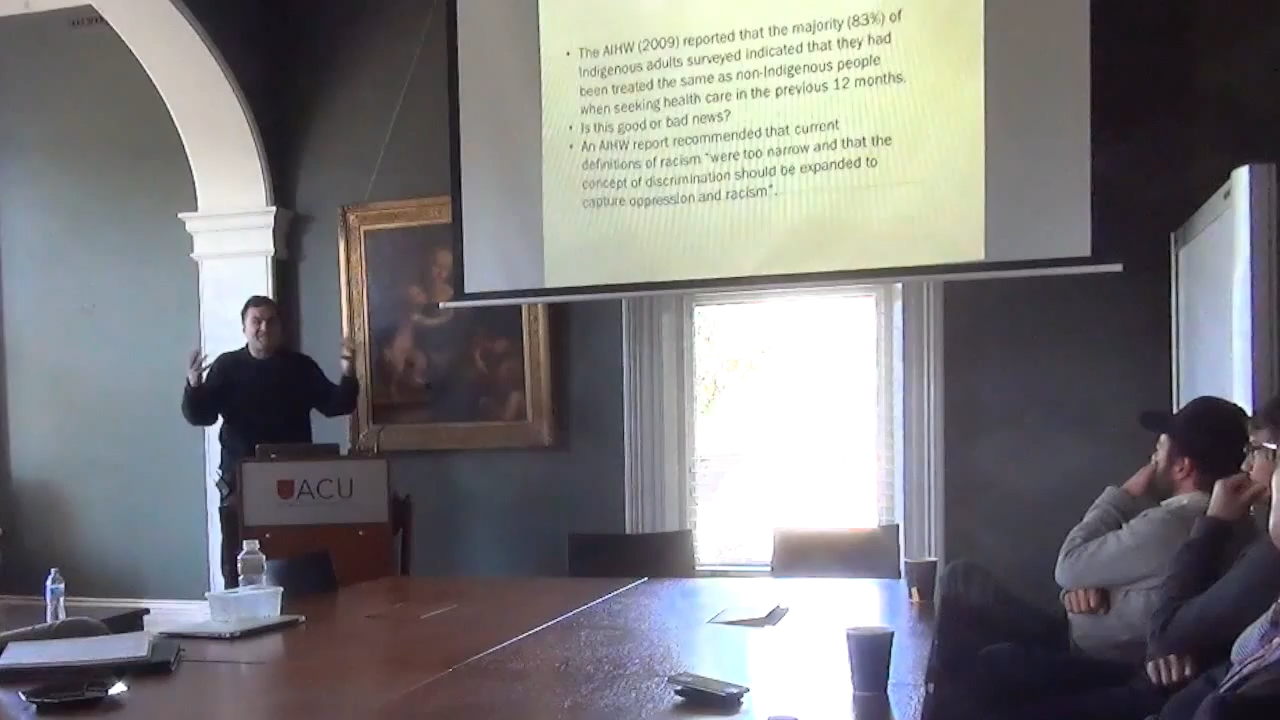 • The AIHW (2009) reported that the majority (83%) of
Indigenous adults surveyed indicated that they had
been treated the same as non-Indigenous people
when seeking health care in the previous 12 months.
• Is this good or bad news?
• An AIHW report recommended that current
definitions of racism "were too narrow and that the
concept of discrimination should be expanded to
capture oppression and racism".
ACU